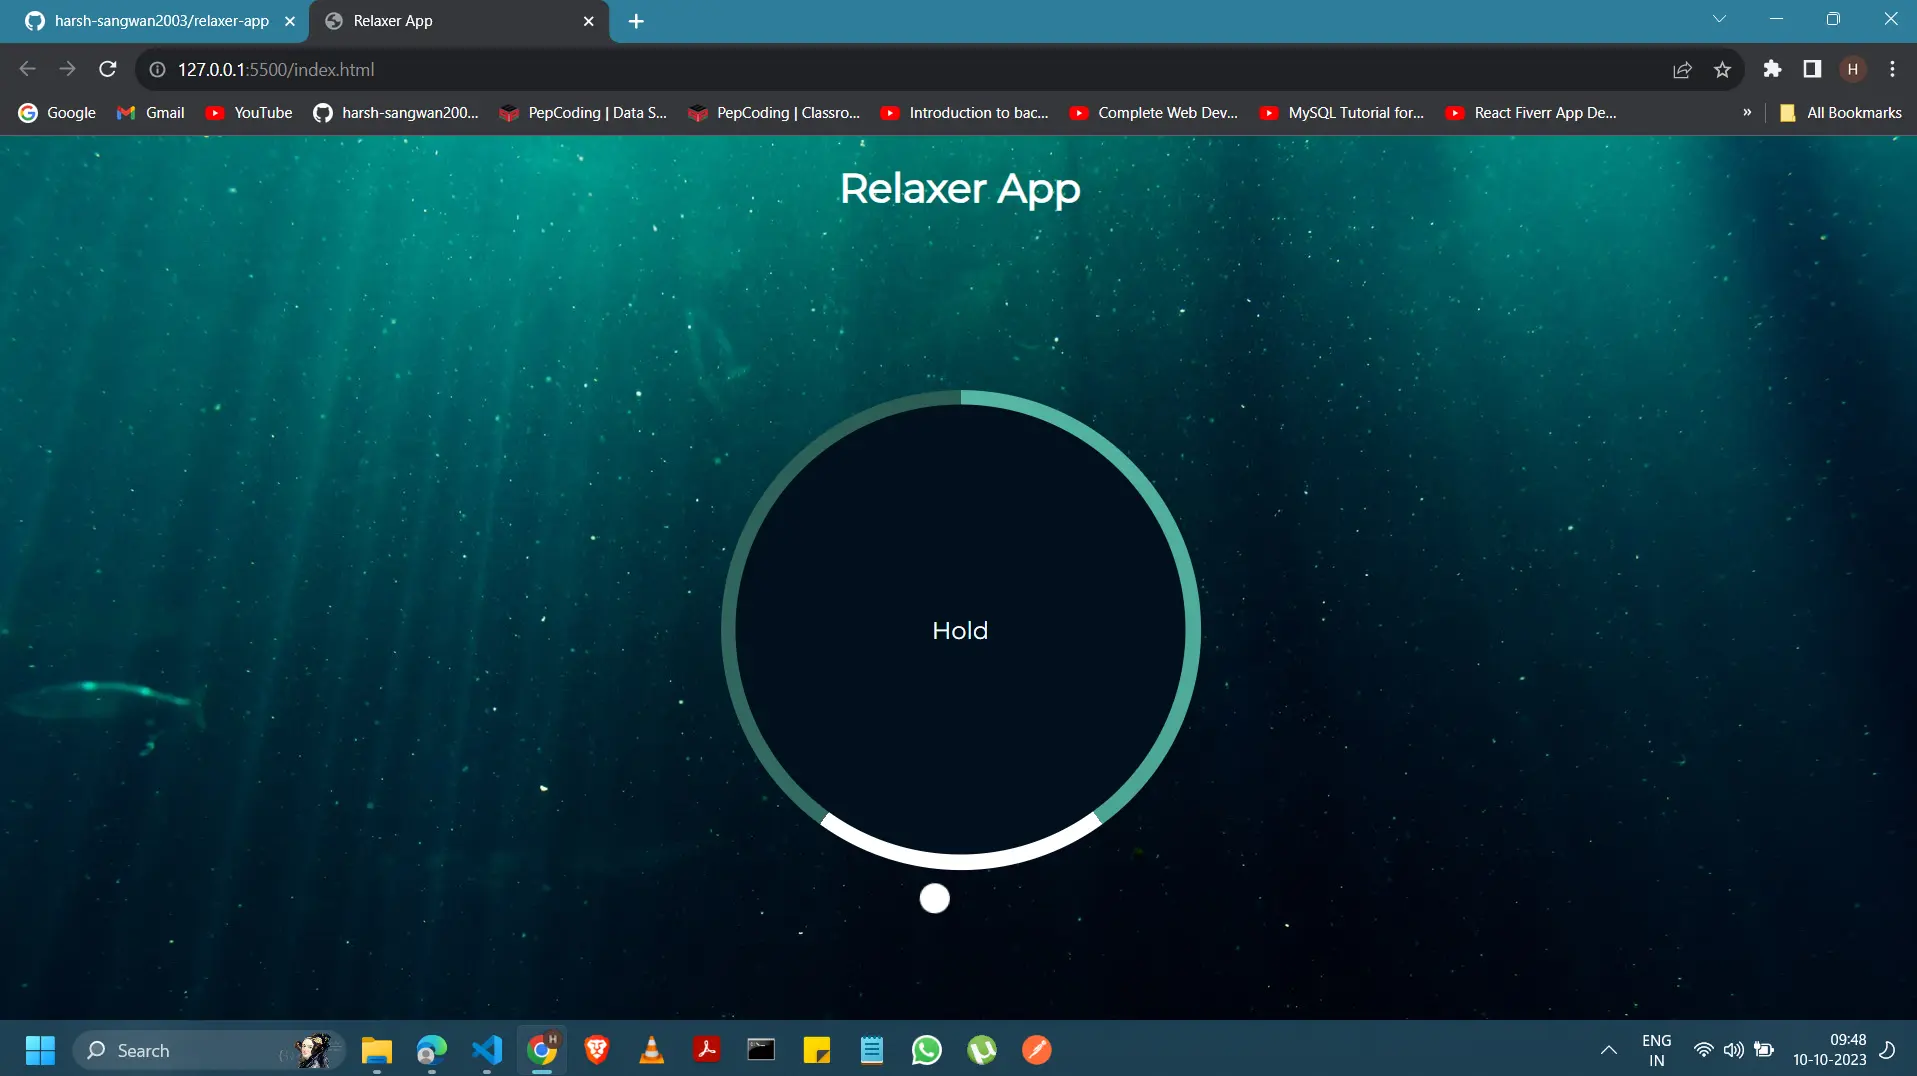 harsh-sangwan2003/relaxer-app
Relaxer App
127.0.0.1:5500/index.html
H
Google
Gmail
YouTube
harsh-sangwan200...
PepCoding | Data S...
PepCoding | Classro...
Introduction to bac...
Complete Web Dev...
MySQL Tutorial for...
React Fiverr App De...
»
All Bookmarks
Relaxer App
Hold
Search
H
ENG
IN
09:48
10-10-2023